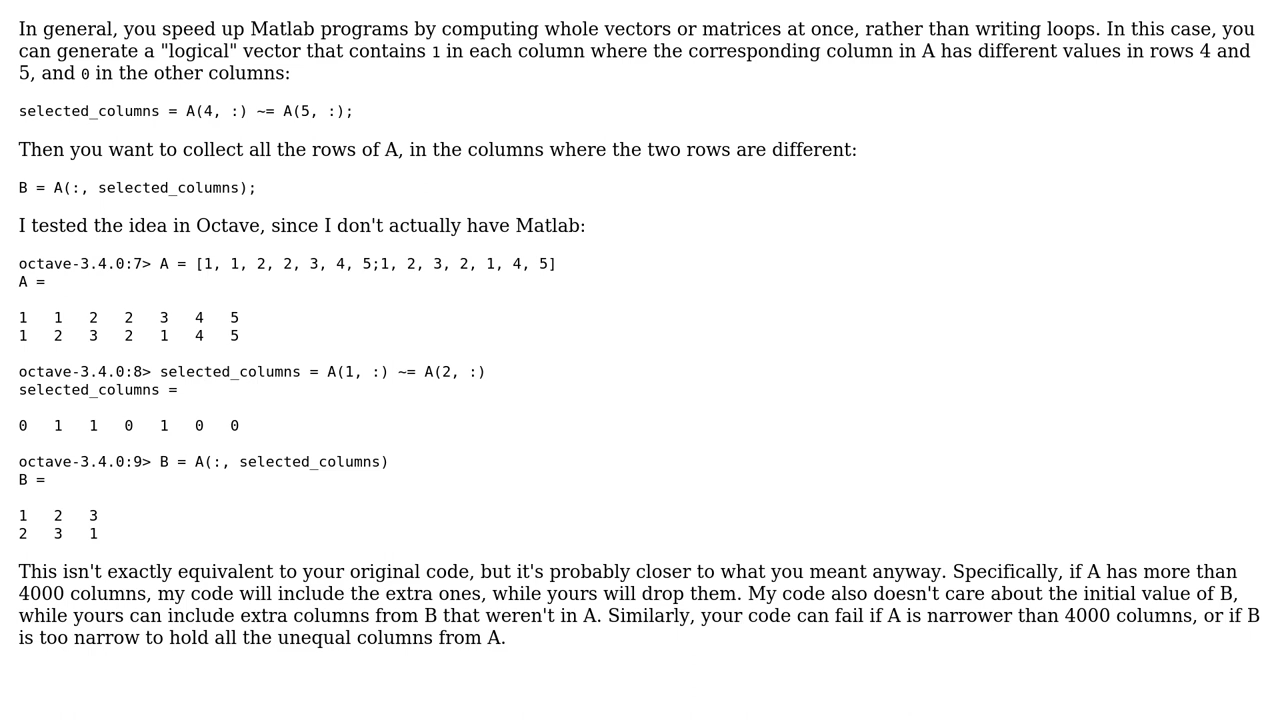 In general, you speed up Matlab programs by computing whole vectors or matrices at once, rather than writing loops. In this case, you
can generate a "logical" vector that contains 1 in each column where the corresponding column in A has different values in rows 4 and
5, and 0 in the other columns:
selected_columns = A(4, :) ~= A(5, :);
Then you want to collect all the rows of A, in the columns where the two rows are different:
B = A(:, selected_columns);
I tested the idea in Octave, since I don't actually have Matlab:
octave-3.4.0:7> A = [1, 1, 2, 2, 3, 4, 5;1, 2, 3, 2, 1, 4, 5]
A =
1   1   2   2   3   4   5
1   2   3   2   1   4   5
octave-3.4.0:8> selected_columns = A(1, :) ~= A(2, :)
selected_columns =
0   1   1   0   1   0   0
octave-3.4.0:9> B = A(:, selected_columns)
B =
1   2   3
2   3   1
This isn't exactly equivalent to your original code, but it's probably closer to what you meant anyway. Specifically, if A has more than
4000 columns, my code will include the extra ones, while yours will drop them. My code also doesn't care about the initial value of B,
while yours can include extra columns from B that weren't in A. Similarly, your code can fail if A is narrower than 4000 columns, or if B
is too narrow to hold all the unequal columns from A.